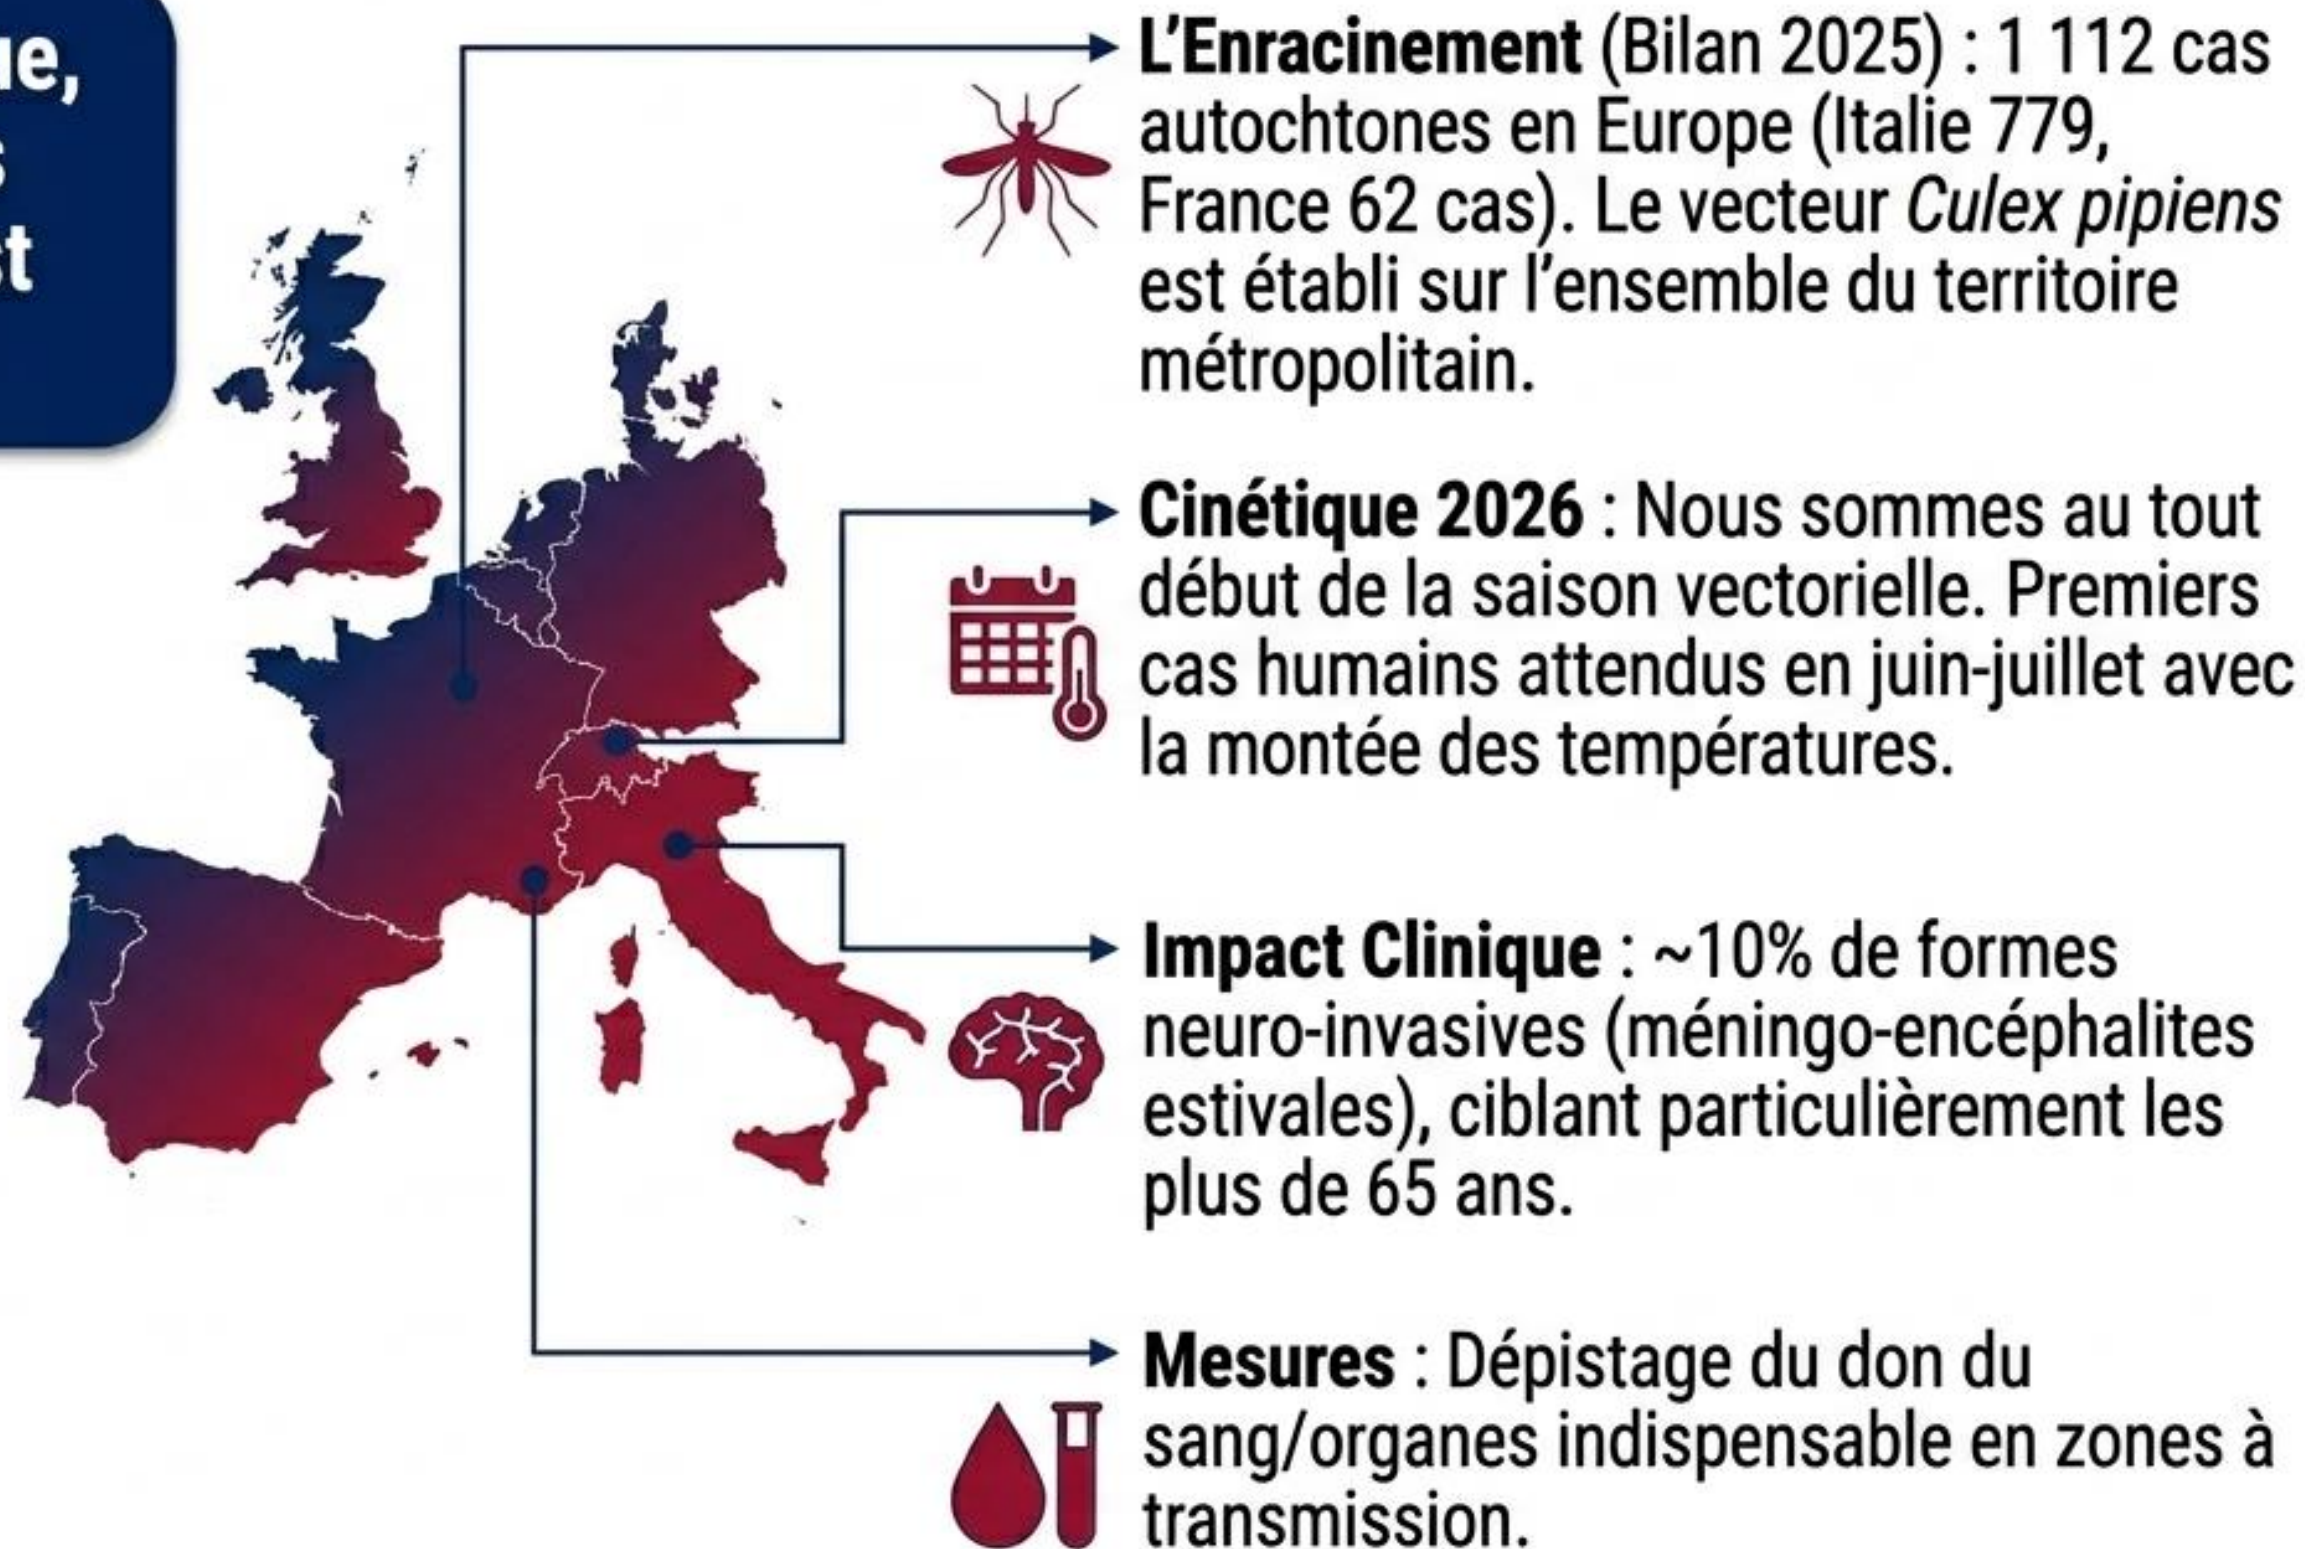 L’Enracinement (Bilan 2025) : 1 112 cas
autochtones en Europe (Italie 779,
France 62 cas). Le vecteur Culex pipiens
est établi sur l’ensemble du territoire
métropolitain.
Cinétique 2026 : Nous sommes au tout
début de la saison vectorielle. Premiers
cas humains attendus en juin-juillet avec
la montée des températures.
Impact Clinique : ~10% de formes
neuro-invasives (méningo-encéphalites
estivales), ciblant particulièrement les
plus de 65 ans.
Mesures : Dépistage du don du
sang/organes indispensable en zones à
transmission.